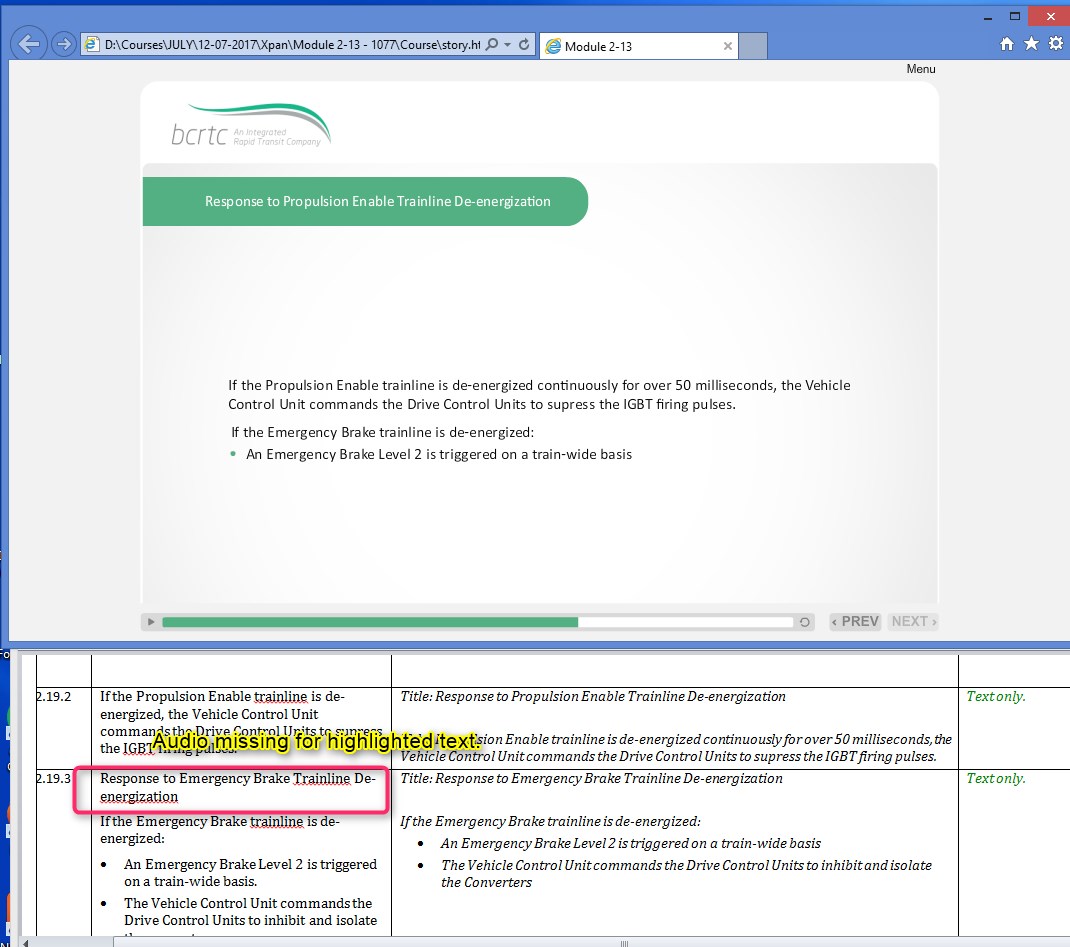 D:\Courses\JULY\12-07-2017\Xpan\Module 2-13 - 1077\Course\story.ht
Module 2-13
Menu
bcrtc An Integrated
Rapid Transit Company
Response to Propulsion Enable Trainline De-energization
If the Propulsion Enable trainline is de-energized continuously for over 50 milliseconds, the Vehicle
Control Unit commands the Drive Control Units to supress the IGBT firing pulses.
If the Emergency Brake trainline is de-energized:
• An Emergency Brake Level 2 is triggered on a train-wide basis
‹ PREV
NEXT ›
2.19.2
If the Propulsion Enable trainline is de-
energized, the Vehicle Control Unit
commands the Drive Control Units to supress
the IGBT firing pulses.
Title: Response to Propulsion Enable Trainline De-energization
Enable trainline is de-energized continuously for over 50 milliseconds, the
Vehicle Control Unit commands the Drive Control Units to supress the IGBT firing pulses.
Text only.
Audio missing for highlighted text.
2.19.3
Response to Emergency Brake Trainline De-
energization
If the Emergency Brake trainline is de-
energized:
• An Emergency Brake Level 2 is triggered
on a train-wide basis.
• The Vehicle Control Unit commands the
Drive Control Units to inhibit and isolate
Title: Response to Emergency Brake Trainline De-energization
If the Emergency Brake trainline is de-energized:
• An Emergency Brake Level 2 is triggered on a train-wide basis
• The Vehicle Control Unit commands the Drive Control Units to inhibit and isolate
the Converters
Text only.